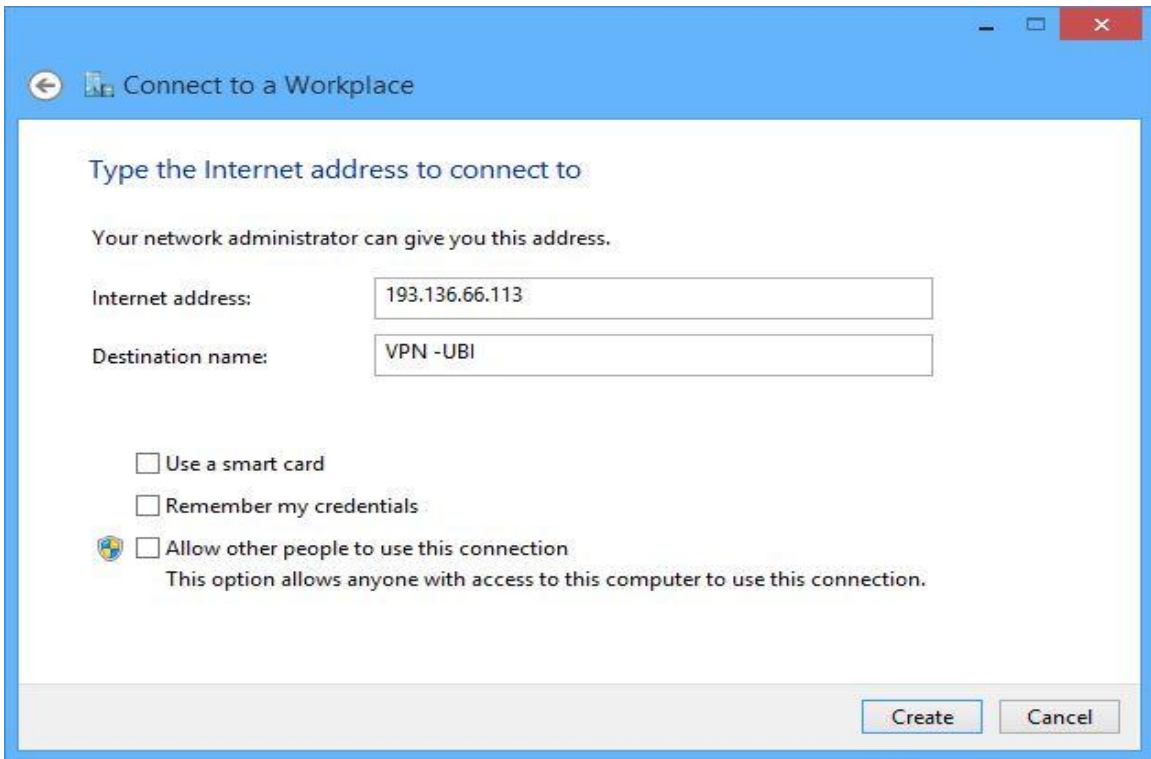 Connect to a Workplace
Type the Internet address to connect to
Your network administrator can give you this address.
Internet address: 193.136.66.113
Destination name: VPN -UBI
Use a smart card
Remember my credentials
Allow other people to use this connection
This option allows anyone with access to this computer to use this connection.
Create Cancel